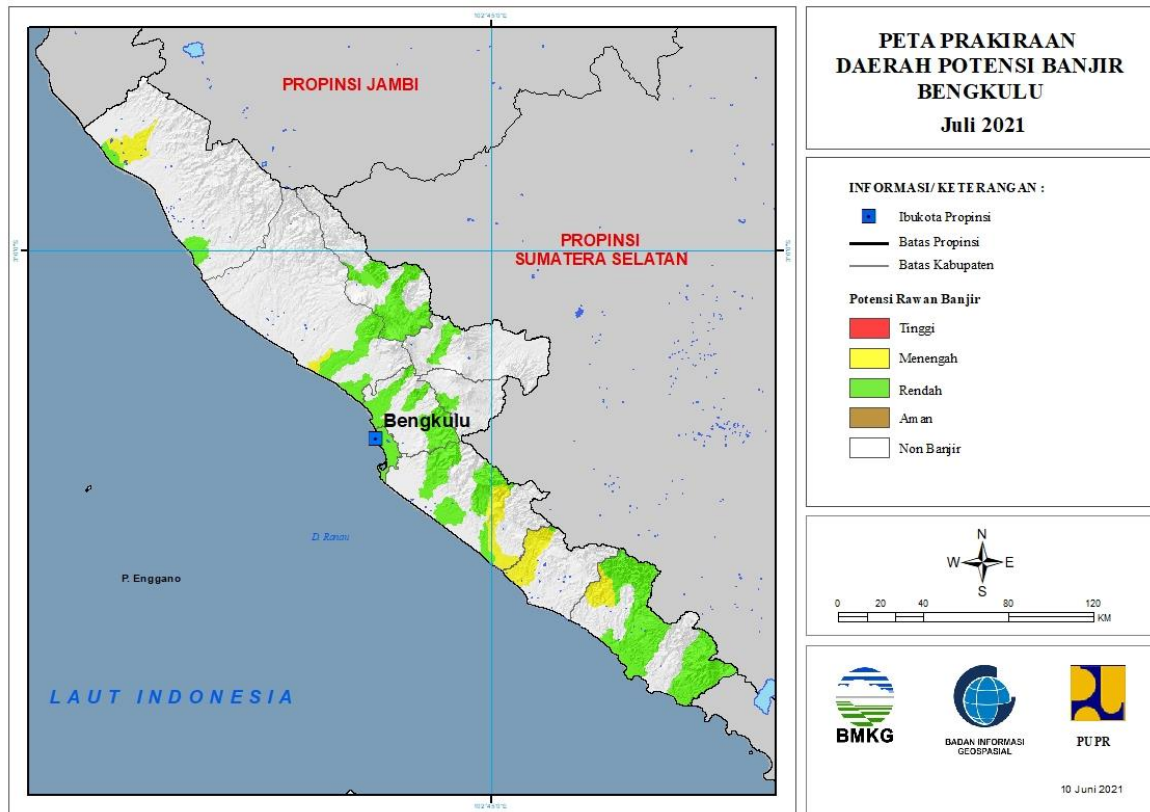 PETA PRAKIRAAN
DAERAH POTENSI BANJIR
BENGKULU
Juli 2021
PROPINSI JAMBI
PROPINSI
SUMATERA SELATAN
Bengkulu
D. Ranau
P. Enggano
LAUT INDONESIA
INFORMASI/ KETERANGAN :
Ibukota Propinsi
Batas Propinsi
Batas Kabupaten
Potensi Rawan Banjir
Tinggi
Menengah
Rendah
Aman
Non Banjir
N
W E
S
0 20 40 80 120
KM
BMKG
BADAN INFORMASI
GEOSPASIAL
PUPR
10 Juni 2021